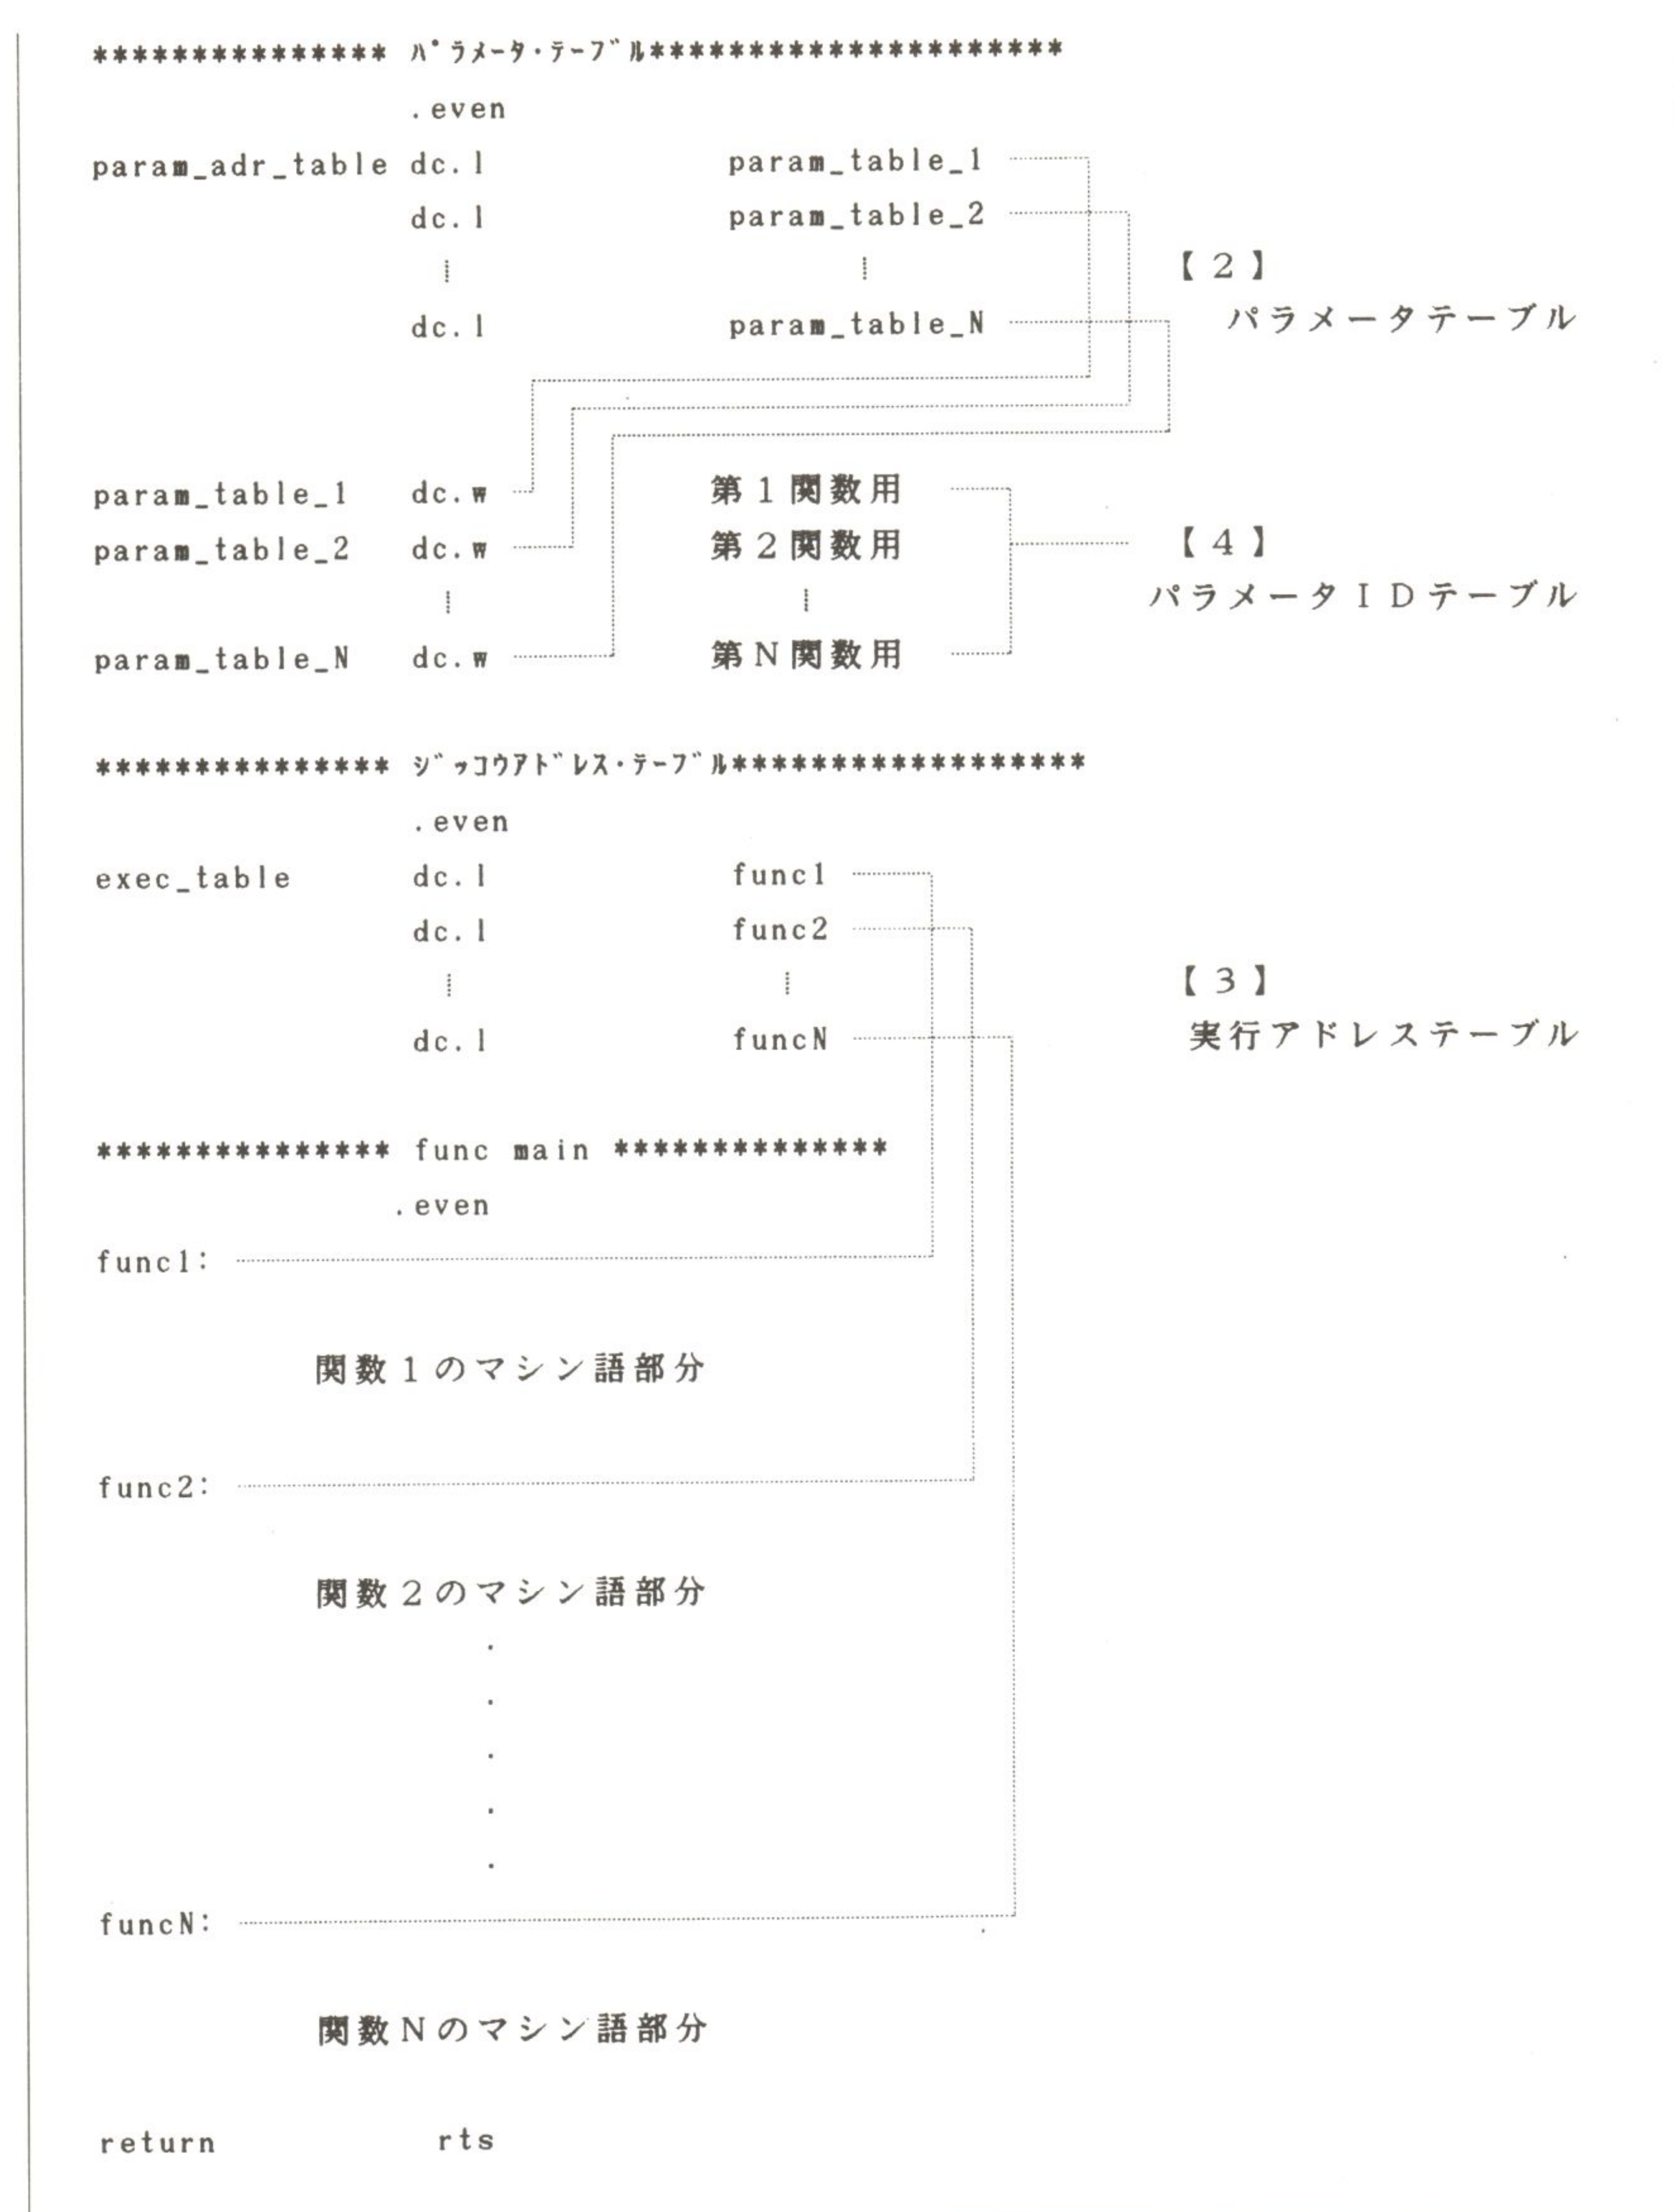 *************** ﾊﾟﾗﾒｰﾀ・ﾃｰﾌﾞﾙ*********************
.even
param_adr_table dc.l param_table_1
dc.l param_table_2
【2】
dc.l param_table_N パラメータテーブル
param_table_1 dc.w 第1関数用
param_table_2 dc.w 第2関数用 【4】
パラメータIDテーブル
param_table_N dc.w 第N関数用
*************** ｼﾞｯｺｳｱﾄﾞﾚｽ・ﾃｰﾌﾞﾙ******************
.even
exec_table dc.l func1
dc.l func2
【3】
dc.l funcN 実行アドレステーブル
*************** func main **************
.even
func1:
関数1のマシン語部分
func2:
関数2のマシン語部分
.
.
.
.
.
funcN:
関数Nのマシン語部分
return rts